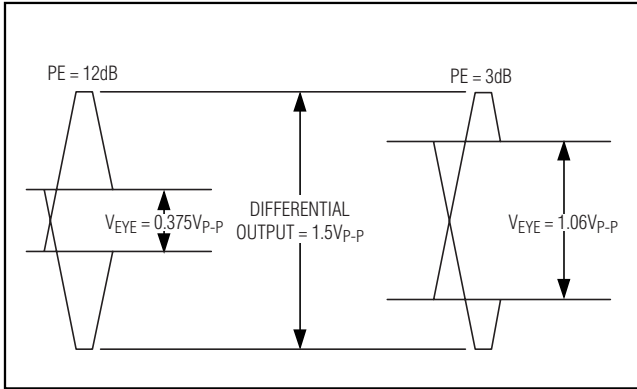 PE = 12dB
PE = 3dB
VEYE = 0.375VP-P
DIFFERENTIAL
OUTPUT = 1.5VP-P
VEYE = 1.06VP-P